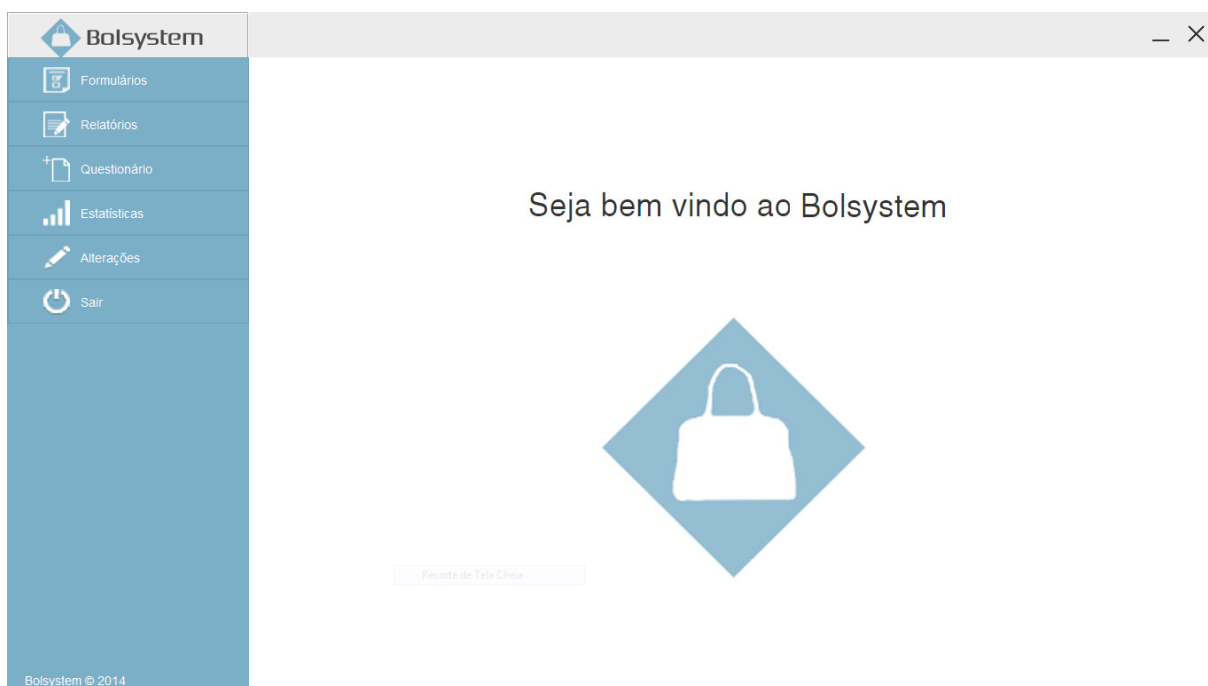 Bolsystem
Formulários
Relatórios
Questionário
Estatísticas
Alterações
Sair
Seja bem vindo ao Bolsystem
Recorte de Tela Cheia
Bolsystem © 2014